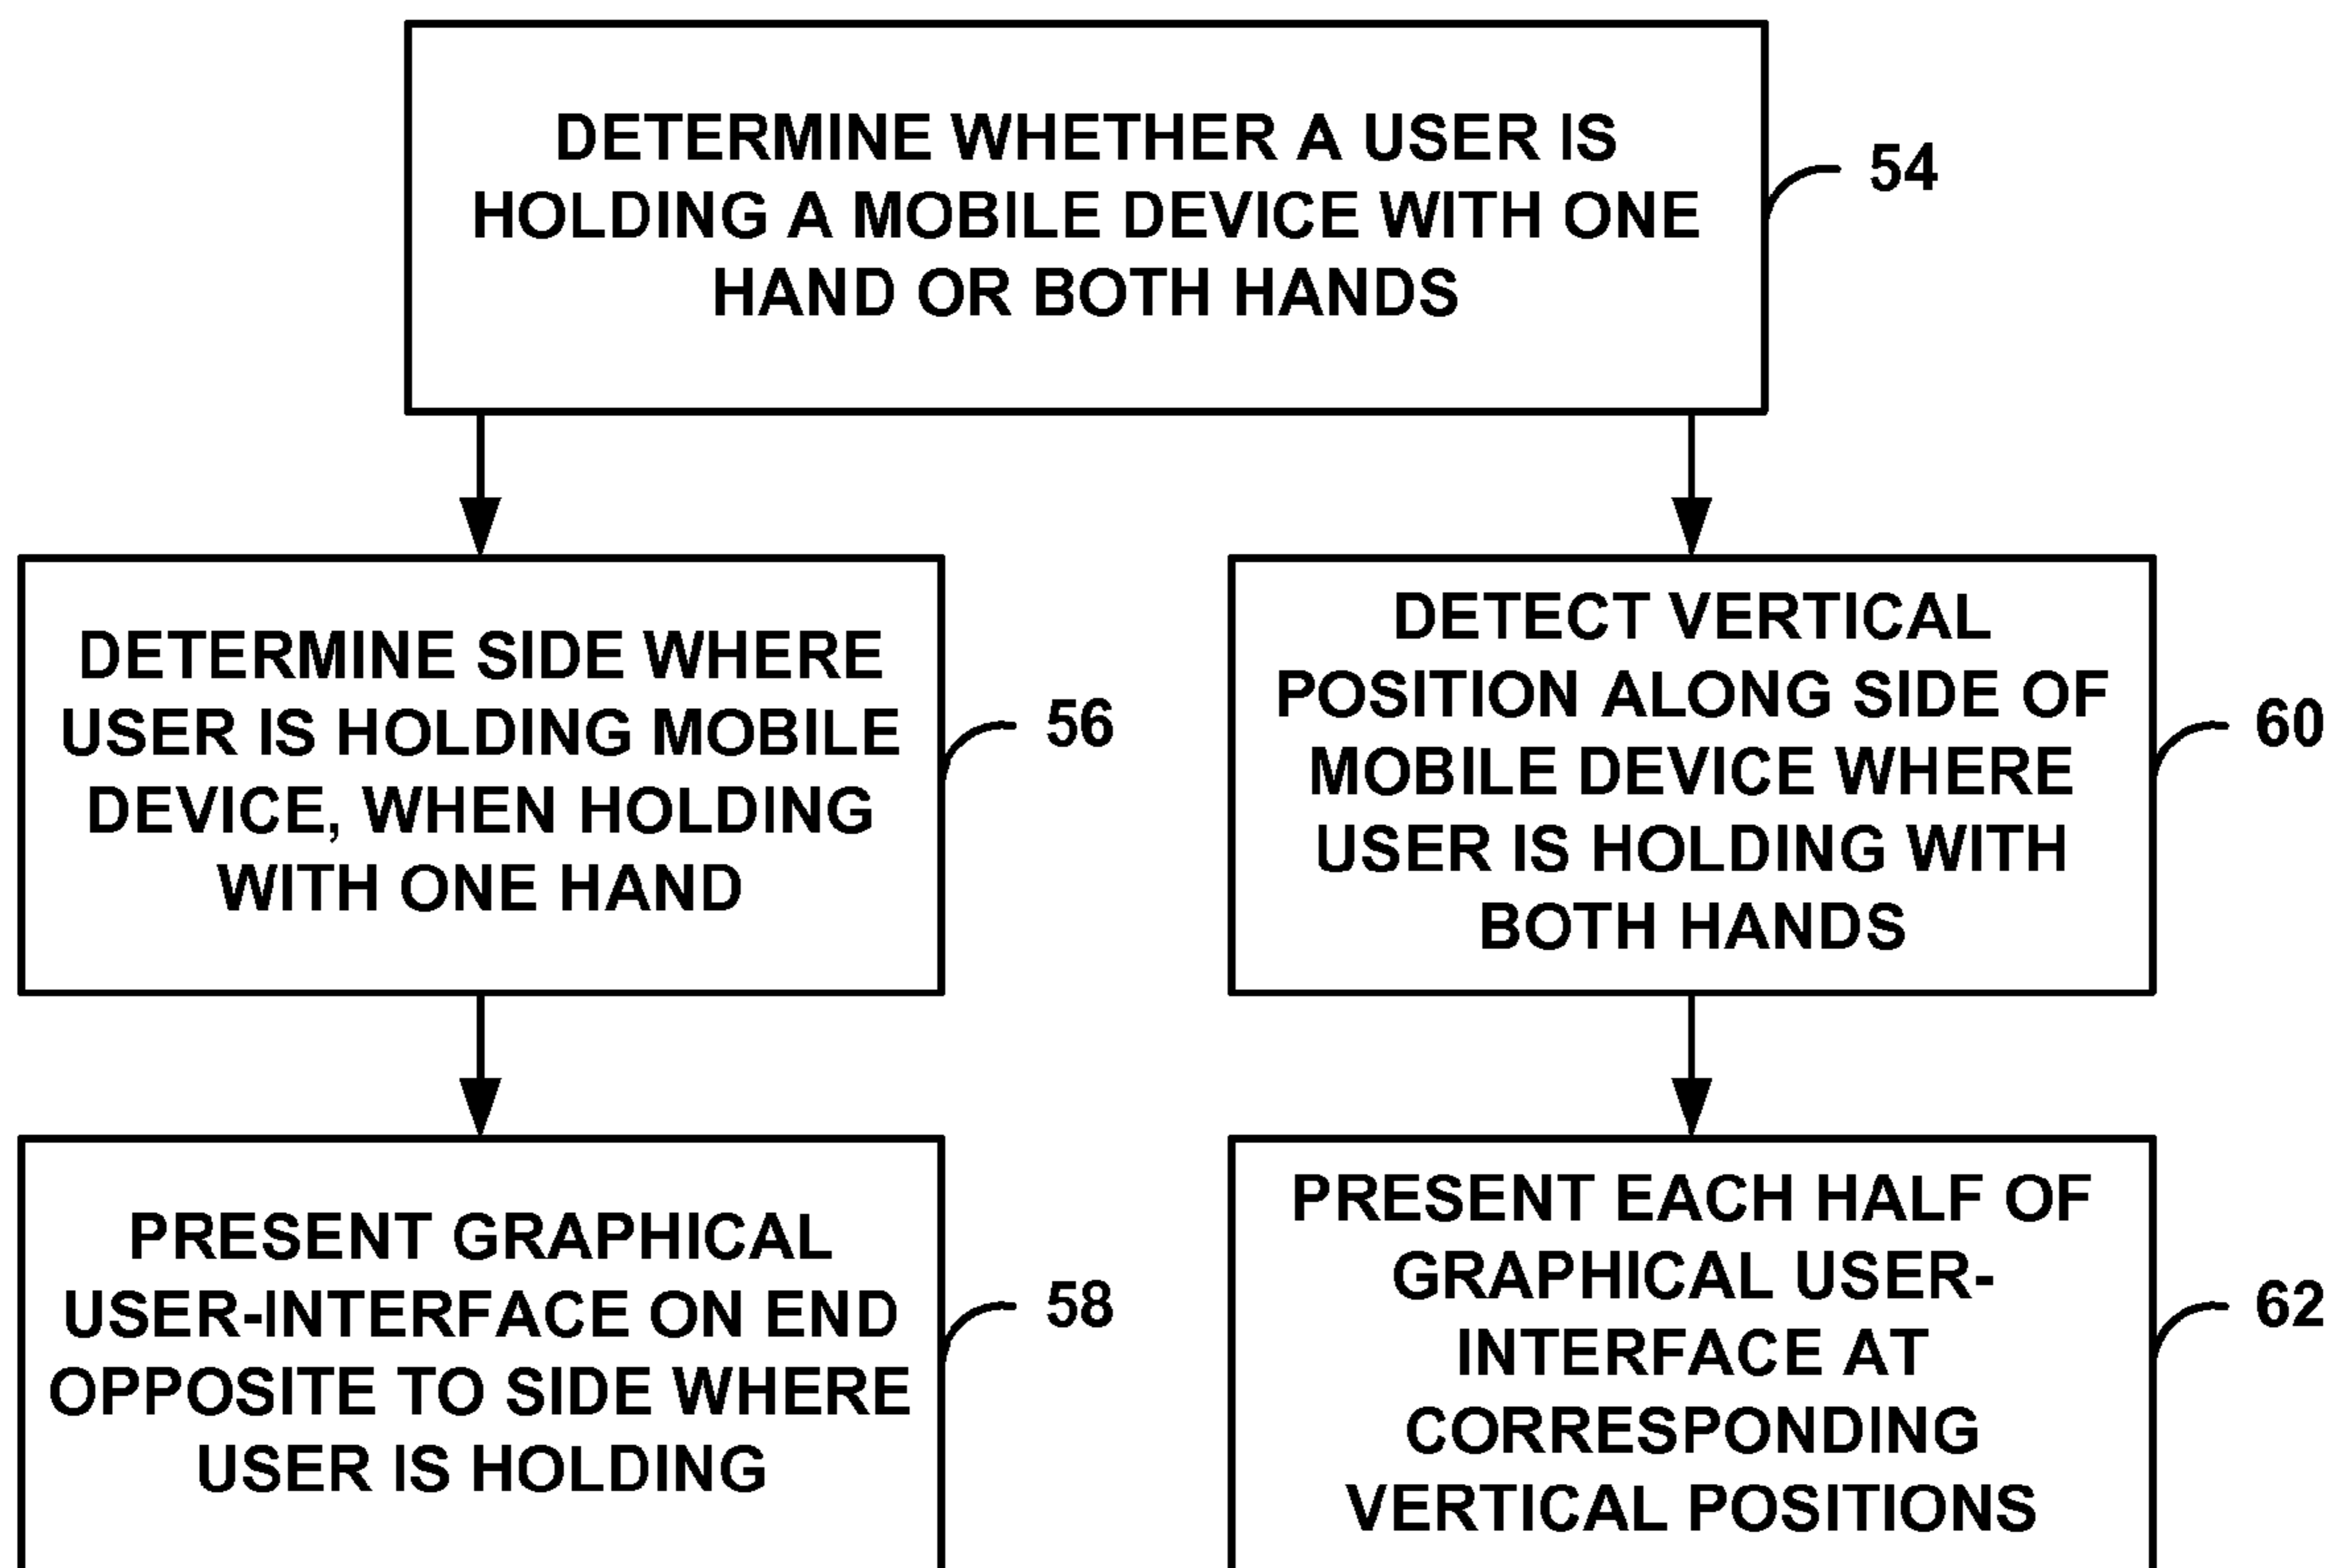 DETERMINE WHETHER A USER IS
HOLDING A MOBILE DEVICE WITH ONE
HAND OR BOTH HANDS
54
DETERMINE SIDE WHERE
USER IS HOLDING MOBILE
DEVICE, WHEN HOLDING
WITH ONE HAND
56
DETECT VERTICAL
POSITION ALONG SIDE OF
MOBILE DEVICE WHERE
USER IS HOLDING WITH
BOTH HANDS
60
PRESENT GRAPHICAL
USER-INTERFACE ON END
OPPOSITE TO SIDE WHERE
USER IS HOLDING
58
PRESENT EACH HALF OF
GRAPHICAL USER-
INTERFACE AT
CORRESPONDING
VERTICAL POSITIONS
62